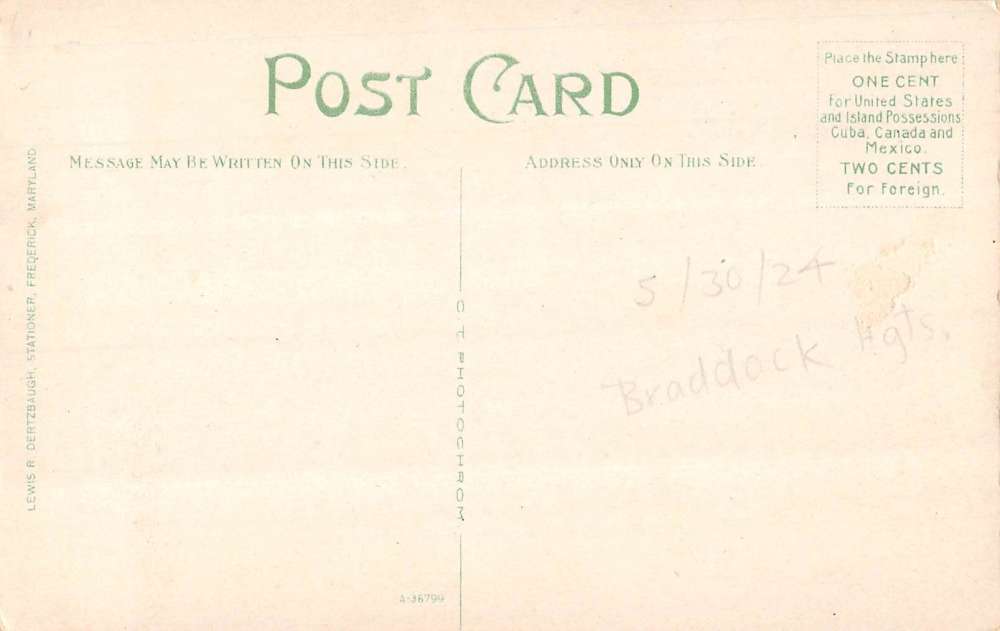 POST CARD
Place the Stamp here
ONE CENT
For United States
and Island Possessions
Cuba, Canada and
Mexico.
TWO CENTS
For Foreign.
MESSAGE MAY BE WRITTEN ON THIS SIDE.
ADDRESS ONLY ON THIS SIDE
LEWIS R. DERTZBAUGH, STATIONER, FREDERICK, MARYLAND
C. T. PHOTOCHROM
5/30/24
Braddock Hgts.
A-36799